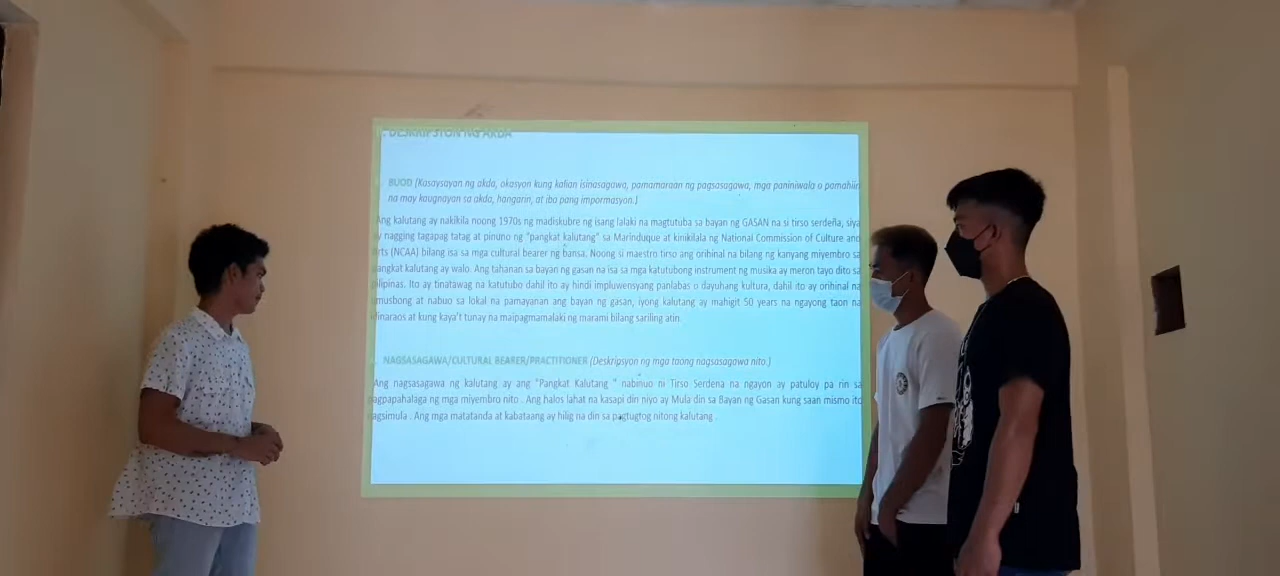 DESKRIPSYON NG AKDA
BUOD (Kasaysayan ng akda, okasyon kung kailan isinasagawa, pamamaraan ng pagsasagawa, mga paniniwala o pamahiin
na may kaugnayan sa akda, hangarin, at iba pang impormasyon.)
Ang kalutang ay nakikila noong 1970s ng madiskubre ng isang lalaki na magtutuba sa bayan ng GASAN na si tirso serdeña, siya
y nagging tagapag tatag at pinuno ng "pangkat kalutang" sa Marinduque at kinikilala ng National Commission of Culture and
Arts (NCAA) bilang isa sa mga cultural bearer ng bansa. Noong si maestro tirso ang orihinal na bilang ng kanyang miyembro sa
pangkat kalutang ay walo. Ang tahanan sa bayan ng gasan na isa sa mga katutubong instrument ng musika ay meron tayo dito sa
pilipinas. Ito ay tinatawag na katutubo dahil ito ay hindi impluwensyang panlabas o dayuhang kultura, dahil ito ay orihinal na
umusbong at nabuo sa lokal na pamayanan ang bayan ng gasan, iyong kalutang ay mahigit 50 years na ngayong taon na
idinaraos at kung kaya't tunay na maipagmamalaki ng marami bilang sariling atin.
NAGSASAGAWA/CULTURAL BEARER/PRACTITIONER (Deskripsyon ng mga taong nagsasagawa nito.)
Ang nagsasagawa ng kalutang ay ang "Pangkat Kalutang " nabinuo ni Tirso Serdena na ngayon ay patuloy pa rin sa
pagpapahalaga ng mga miyembro nito . Ang halos lahat na kasapi din niyo ay Mula din sa Bayan ng Gasan kung saan mismo ito
nagsimula . Ang mga matatanda at kabataang ay hilig na din sa pagtugtog nitong kalutang .